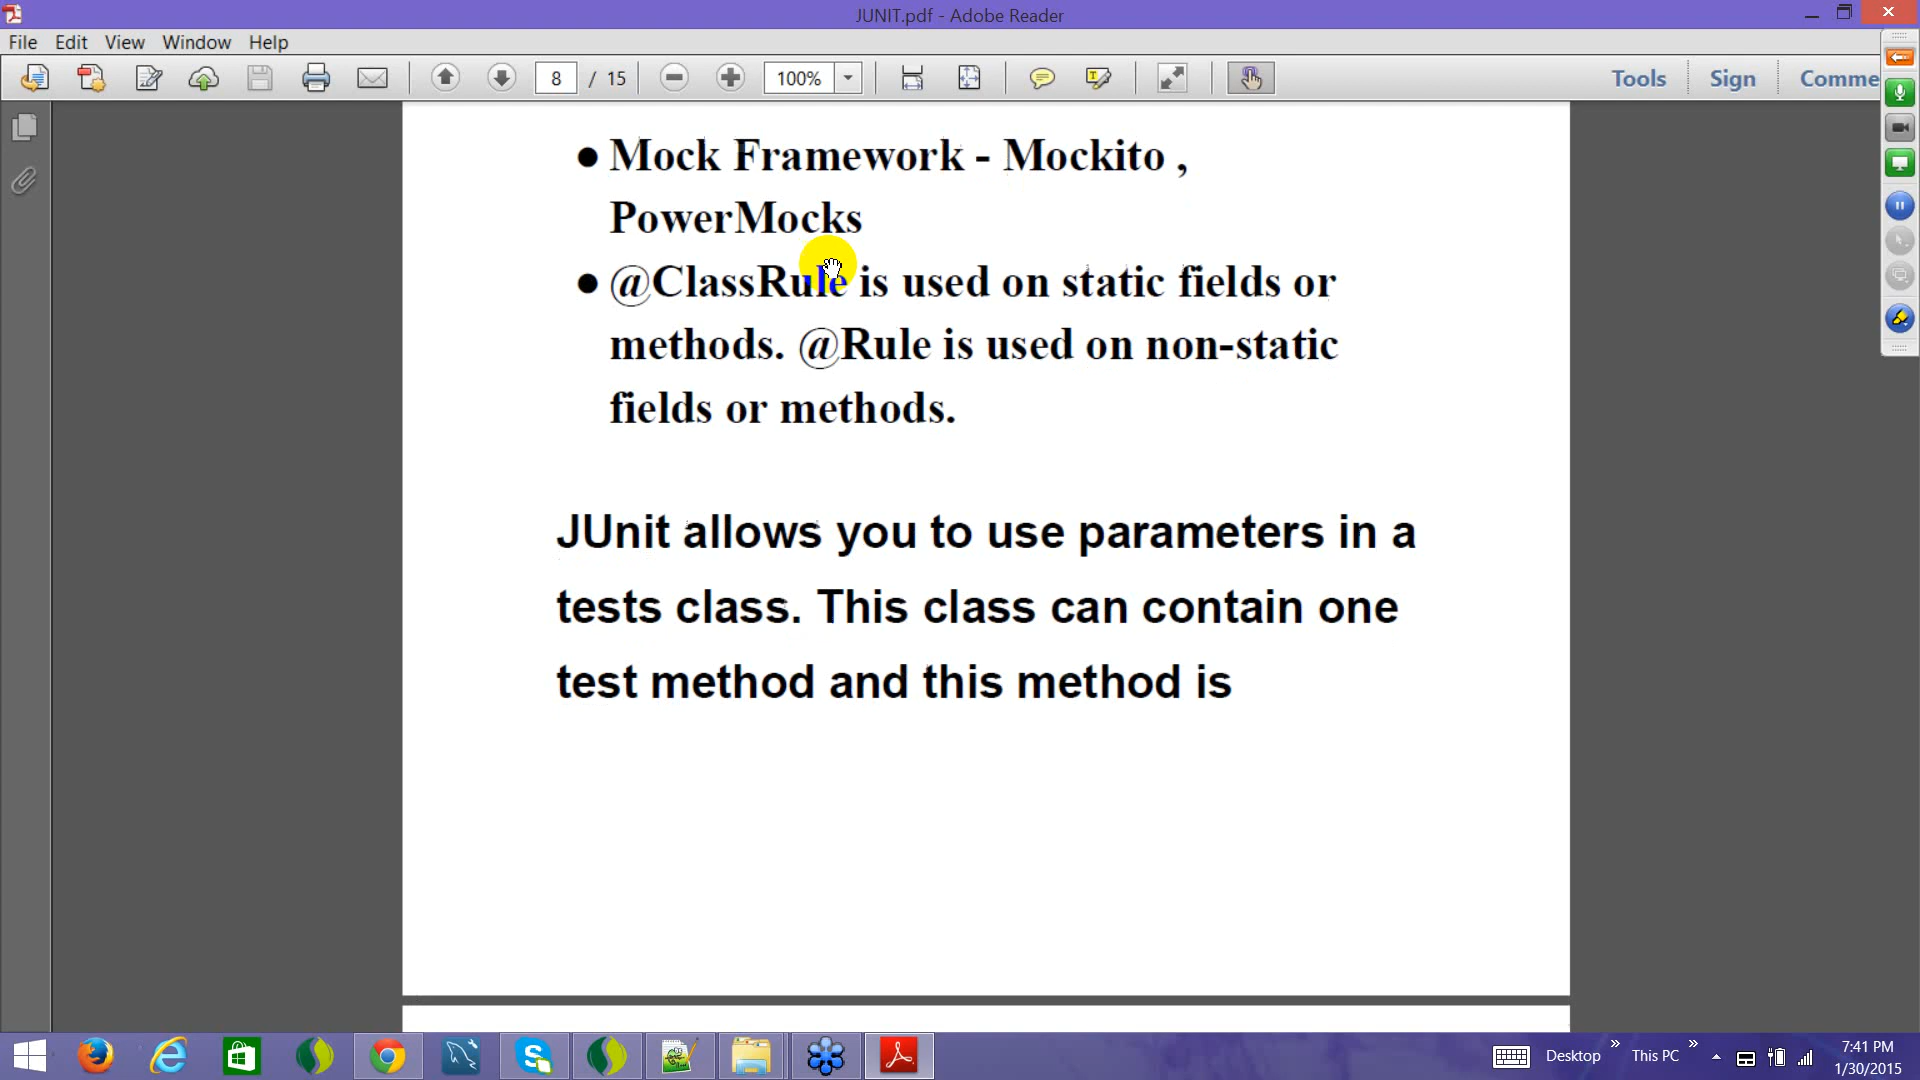 JUNIT.pdf - Adobe Reader
File Edit View Window Help
8 / 15 100% Tools Sign Comme
● Mock Framework - Mockito ,
PowerMocks
● @ClassRule is used on static fields or
methods. @Rule is used on non-static
fields or methods.
JUnit allows you to use parameters in a
tests class. This class can contain one
test method and this method is
Desktop » This PC » 7:41 PM
1/30/2015